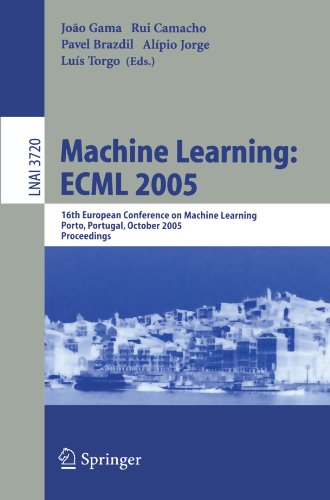 João Gama   Rui Camacho
Pavel Brazdil   Alípio Jorge
Luís Torgo   (Eds.)
LNAI 3720
Machine Learning:
ECML 2005
16th European Conference on Machine Learning
Porto, Portugal, October 2005
Proceedings
Springer